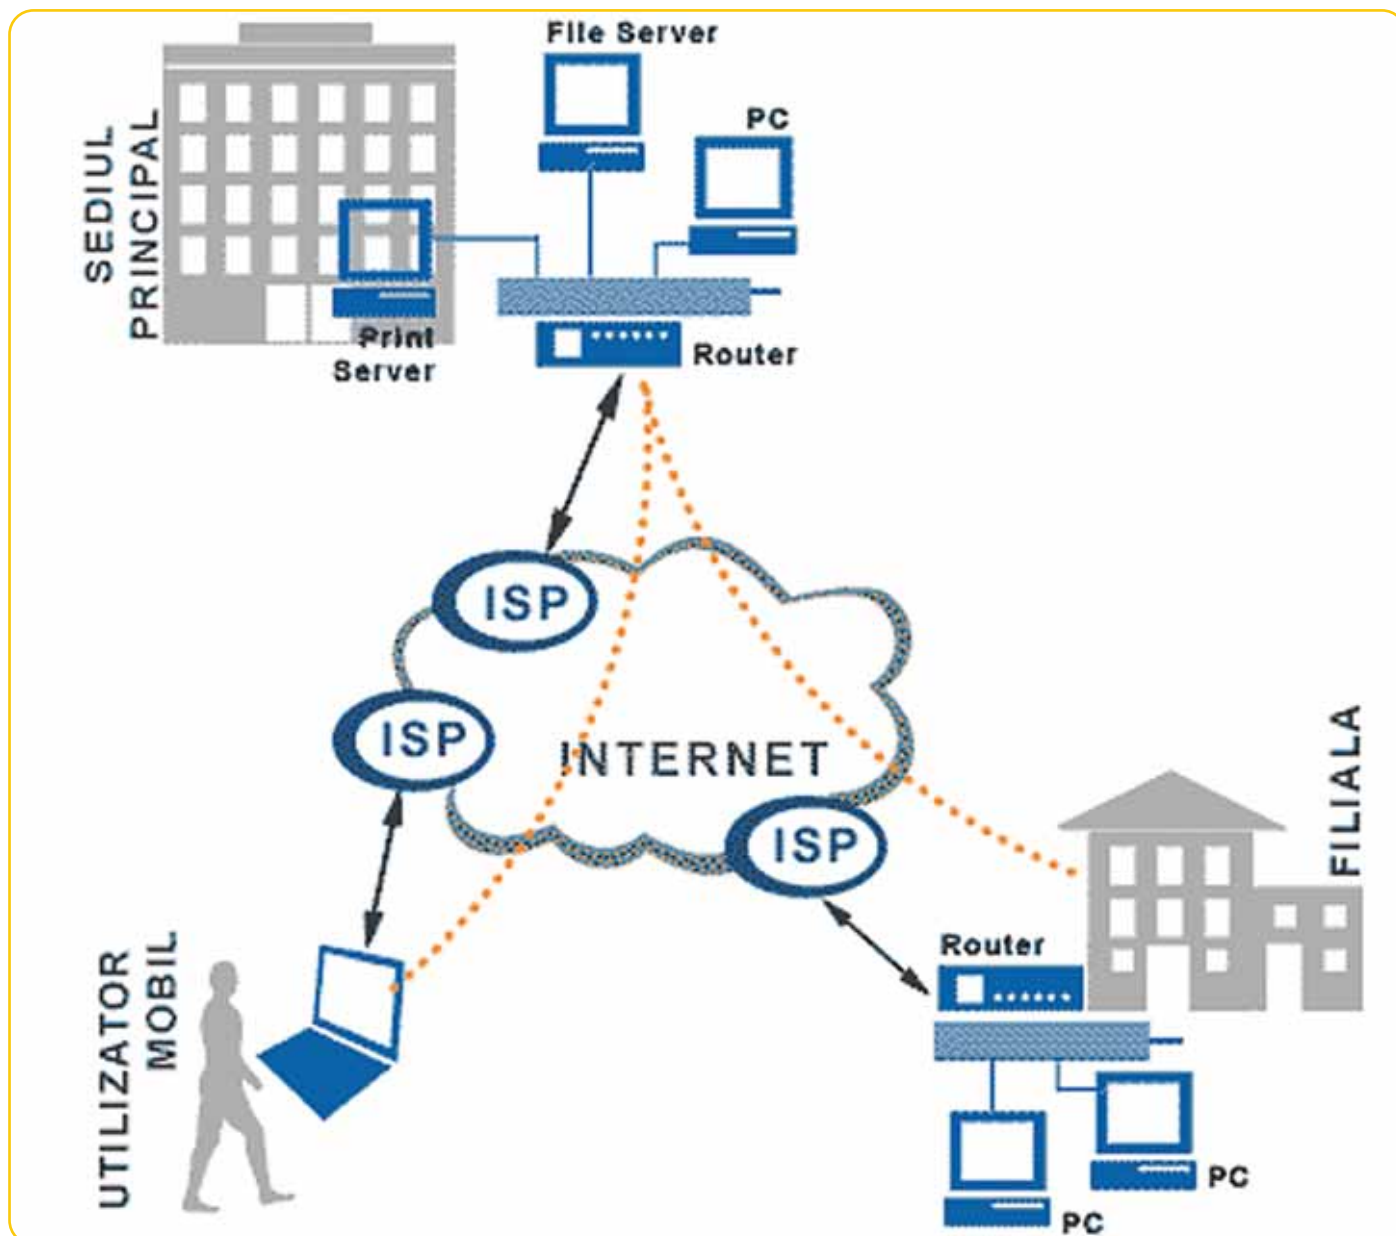 File Server
PC
SEDIUL
PRINCIPAL
Print
Server
Router
ISP
ISP
INTERNET
ISP
FILIALA
Router
UTILIZATOR
MOBIL
PC
PC